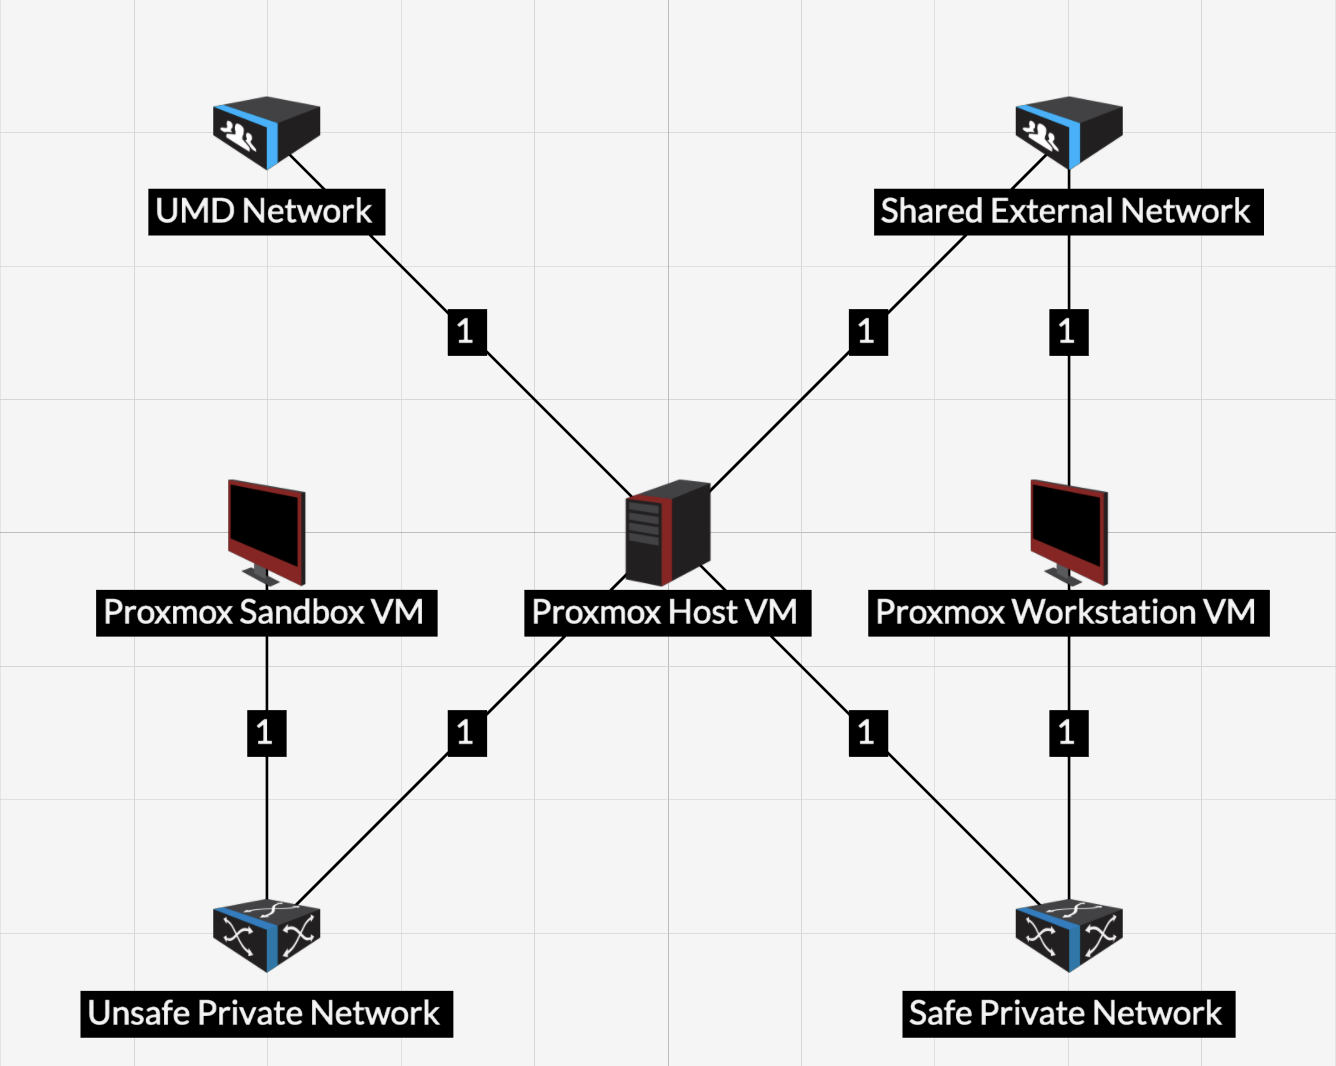 UMD Network
Shared External Network
1
1
1
Proxmox Sandbox VM
Proxmox Host VM
Proxmox Workstation VM
1
1
1
1
Unsafe Private Network
Safe Private Network